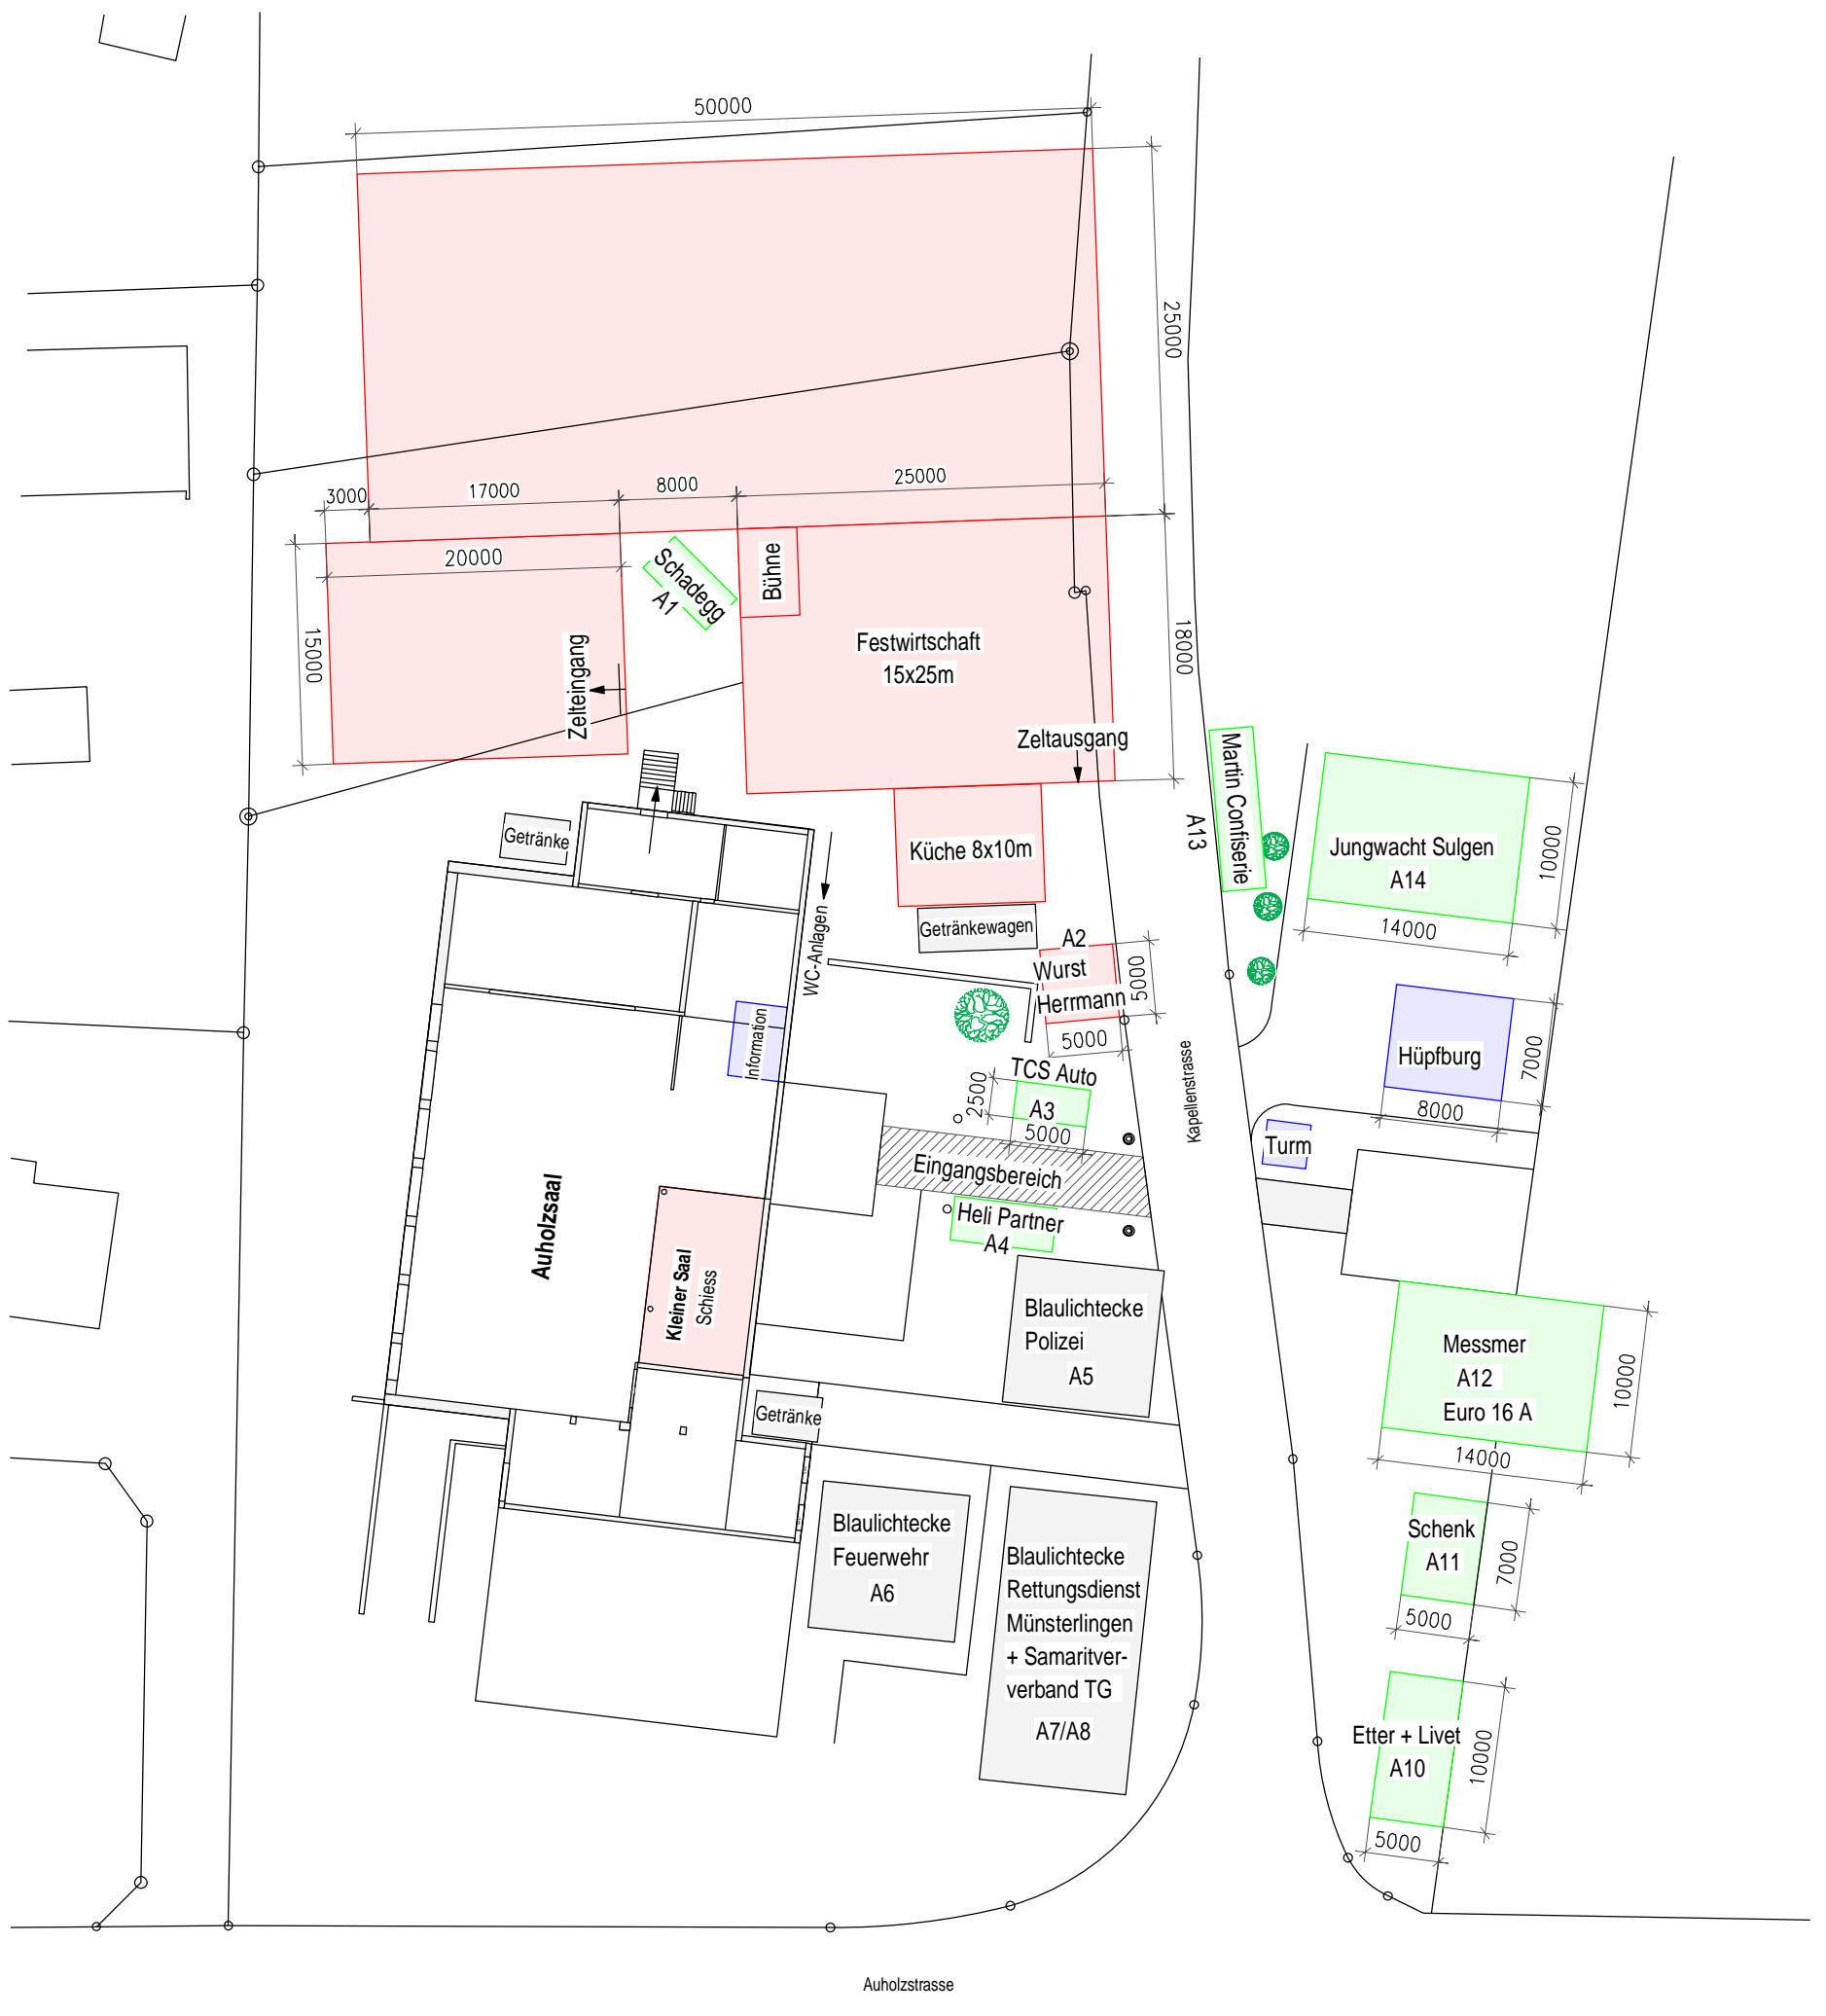 50000
25000
3000
17000
8000
25000
20000
15000
Schadegg
A1
Bühne
Festwirtschaft
15x25m
18000
Zelteingang
Zeltausgang
Martin Confiserie
A13
Jungwacht Sulgen
A14
10000
14000
Getränke
Küche 8x10m
Getränkewagen
WC-Anlagen
A2
Wurst
Herrmann
5000
5000
Information
TCS Auto
A3
2500
5000
Kapellenstrasse
Hüpfburg
7000
8000
Turm
Eingangsbereich
Heli Partner
A4
Auholzsaal
Kleiner Saal
Schiess
Blaulichtecke
Polizei
A5
Messmer
A12
Euro 16 A
10000
14000
Getränke
Blaulichtecke
Feuerwehr
A6
Blaulichtecke
Rettungsdienst
Münsterlingen
+ Samaritver-
verband TG
A7/A8
Schenk
A11
7000
5000
Etter + Livet
A10
10000
5000
Auholzstrasse